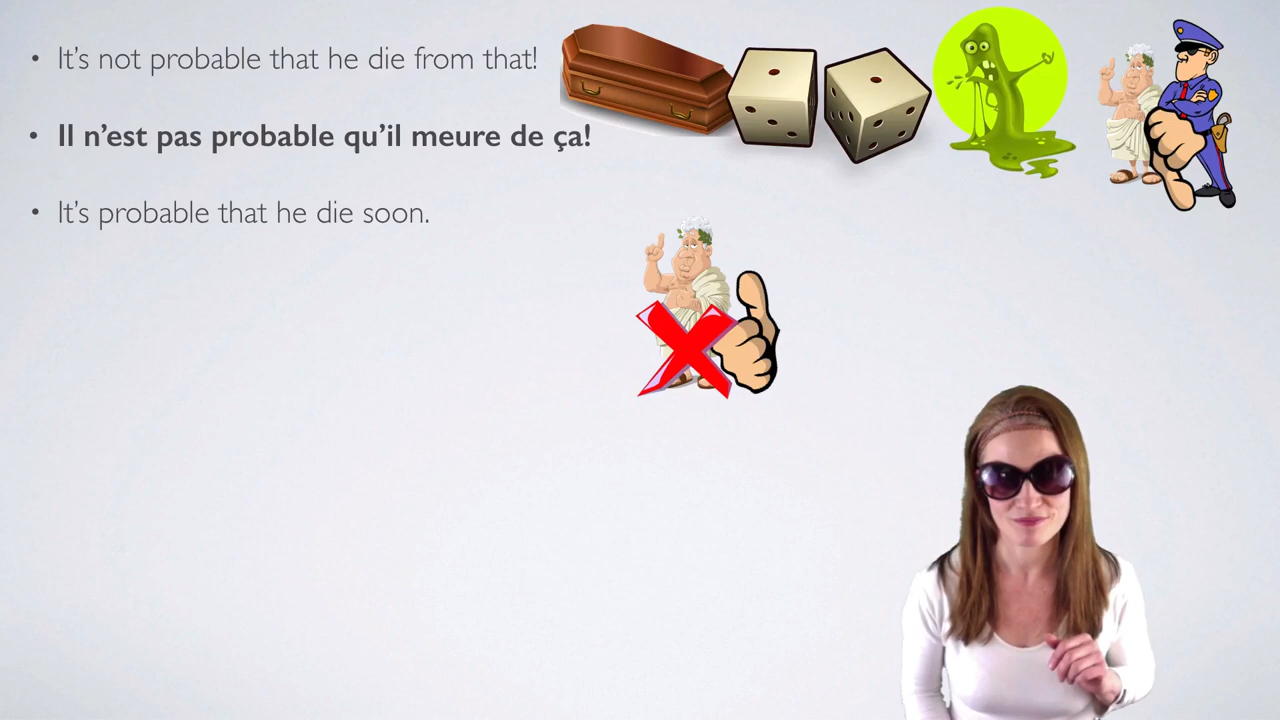 • It's not probable that he die from that!
• Il n'est pas probable qu'il meure de ça!
• It's probable that he die soon.